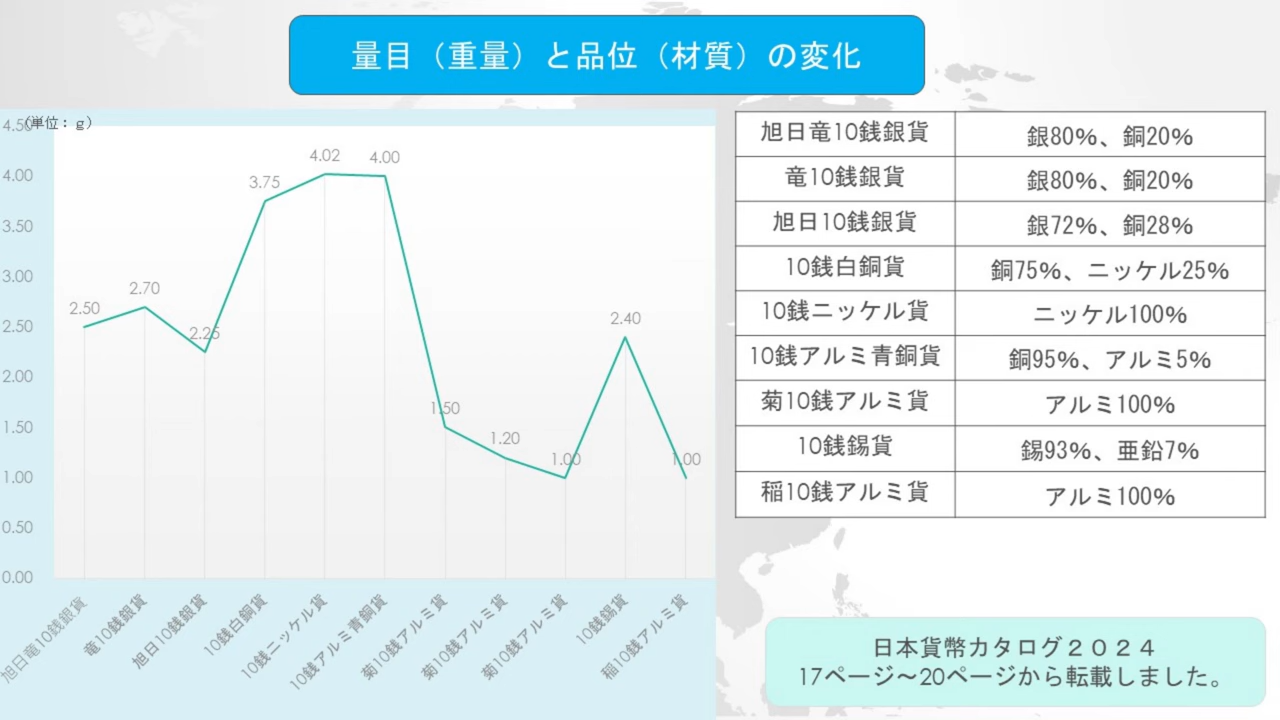 量目（重量）と品位（材質）の変化
（単位：ｇ）
4.50
4.00
3.50
3.00
2.50
2.00
1.50
1.00
0.50
0.00
2.50
2.70
2.25
3.75
4.02
4.00
1.50
1.20
1.00
2.40
1.00
旭日竜10銭銀貨
竜10銭銀貨
旭日10銭銀貨
10銭白銅貨
10銭ニッケル貨
10銭アルミ青銅貨
菊10銭アルミ貨
菊10銭アルミ貨
菊10銭アルミ貨
10銭錫貨
稲10銭アルミ貨
旭日竜10銭銀貨 銀80%、銅20%
竜10銭銀貨 銀80%、銅20%
旭日10銭銀貨 銀72%、銅28%
10銭白銅貨 銅75%、ニッケル25%
10銭ニッケル貨 ニッケル100%
10銭アルミ青銅貨 銅95%、アルミ5%
菊10銭アルミ貨 アルミ100%
10銭錫貨 錫93%、亜鉛7%
稲10銭アルミ貨 アルミ100%
日本貨幣カタログ２０２４
17ページ～20ページから転載しました。